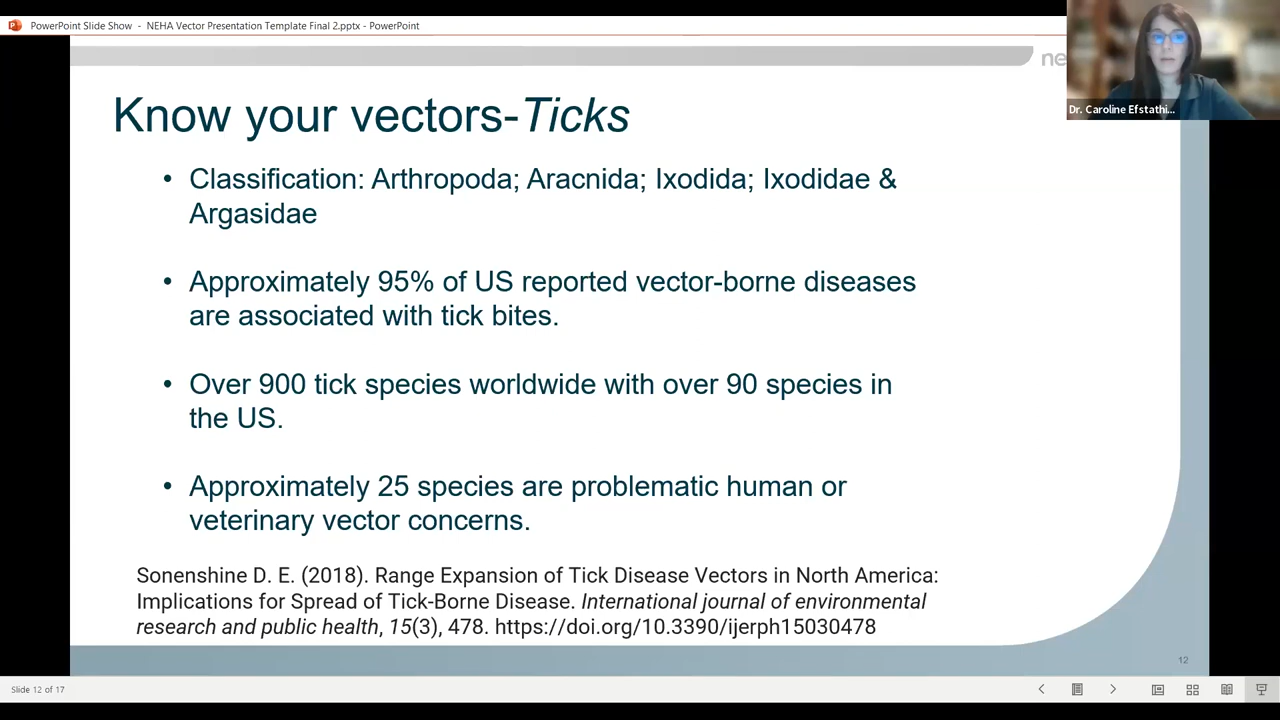 PowerPoint Slide Show - NEHA Vector Presentation Template Final 2.pptx - PowerPoint
ne
Dr. Caroline Efstathi...
Know your vectors-Ticks
• Classification: Arthropoda; Aracnida; Ixodida; Ixodidae &
Argasidae
• Approximately 95% of US reported vector-borne diseases
are associated with tick bites.
• Over 900 tick species worldwide with over 90 species in
the US.
• Approximately 25 species are problematic human or
veterinary vector concerns.
Sonenshine D. E. (2018). Range Expansion of Tick Disease Vectors in North America:
Implications for Spread of Tick-Borne Disease. International journal of environmental
research and public health, 15(3), 478. https://doi.org/10.3390/ijerph15030478
12
Slide 12 of 17